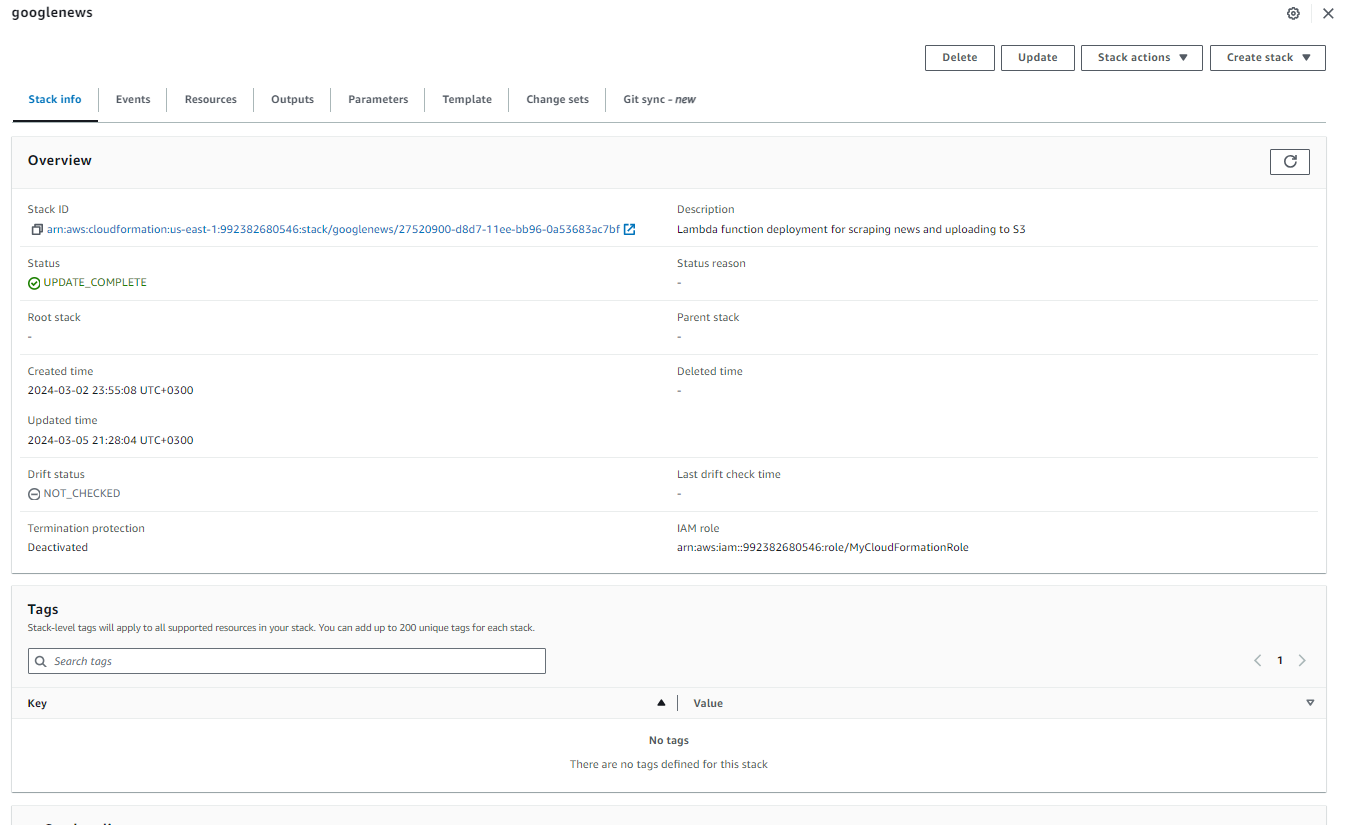 googlenews
Delete Update Stack actions Create stack
Stack info Events Resources Outputs Parameters Template Change sets Git sync - new
Overview
Stack ID
arn:aws:cloudformation:us-east-1:992382680546:stack/googlenews/27520900-d8d7-11ee-bb96-0a53683ac7bf
Description
Lambda function deployment for scraping news and uploading to S3
Status
UPDATE_COMPLETE
Status reason
-
Root stack
-
Parent stack
-
Created time
2024-03-02 23:55:08 UTC+0300
Deleted time
-
Updated time
2024-03-05 21:28:04 UTC+0300
Drift status
NOT_CHECKED
Last drift check time
-
Termination protection
Deactivated
IAM role
arn:aws:iam::992382680546:role/MyCloudFormationRole
Tags
Stack-level tags will apply to all supported resources in your stack. You can add up to 200 unique tags for each stack.
Search tags
1
Key Value
No tags
There are no tags defined for this stack